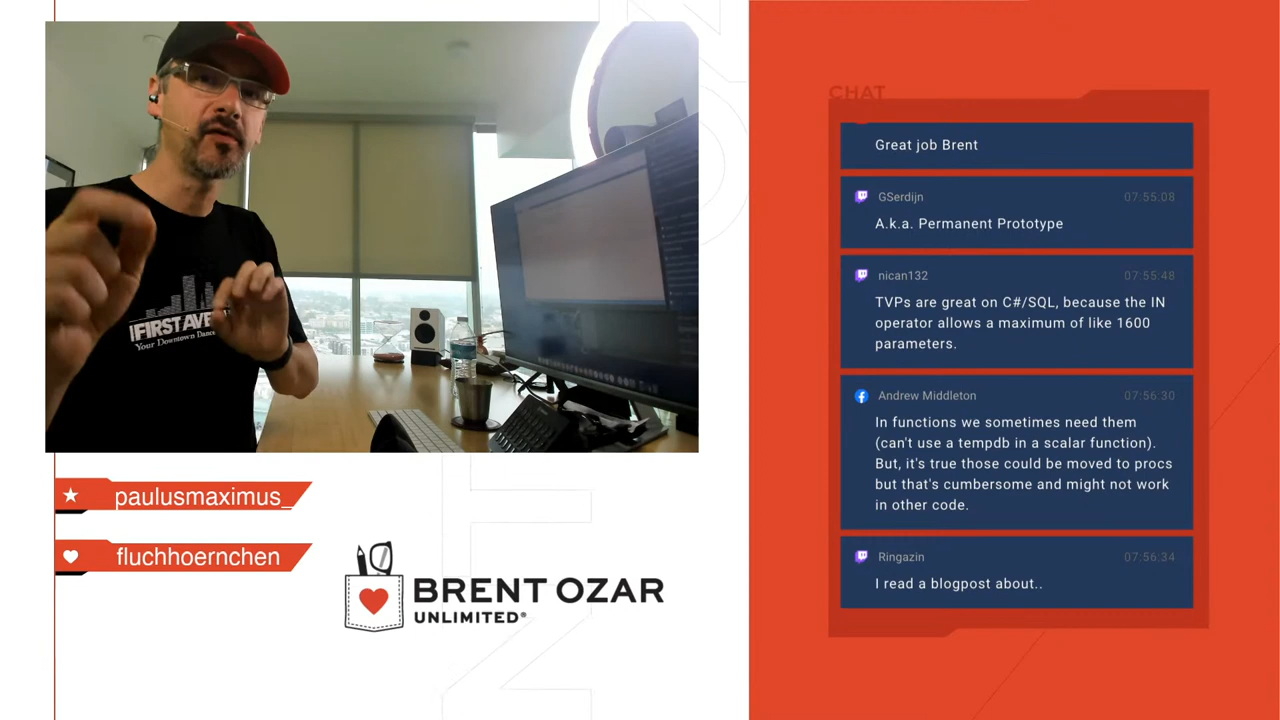 FIRST AVE
Your Downtown Danc
paulusmaximus_
fluchhoernchen
BRENT OZAR
UNLIMITED®
CHAT
Great job Brent
GSerdijn 07:55:08
A.k.a. Permanent Prototype
nican132 07:55:48
TVPs are great on C#/SQL, because the IN
operator allows a maximum of like 1600
parameters.
Andrew Middleton 07:56:30
In functions we sometimes need them
(can't use a tempdb in a scalar function).
But, it's true those could be moved to procs
but that's cumbersome and might not work
in other code.
Ringazin 07:56:34
I read a blogpost about..